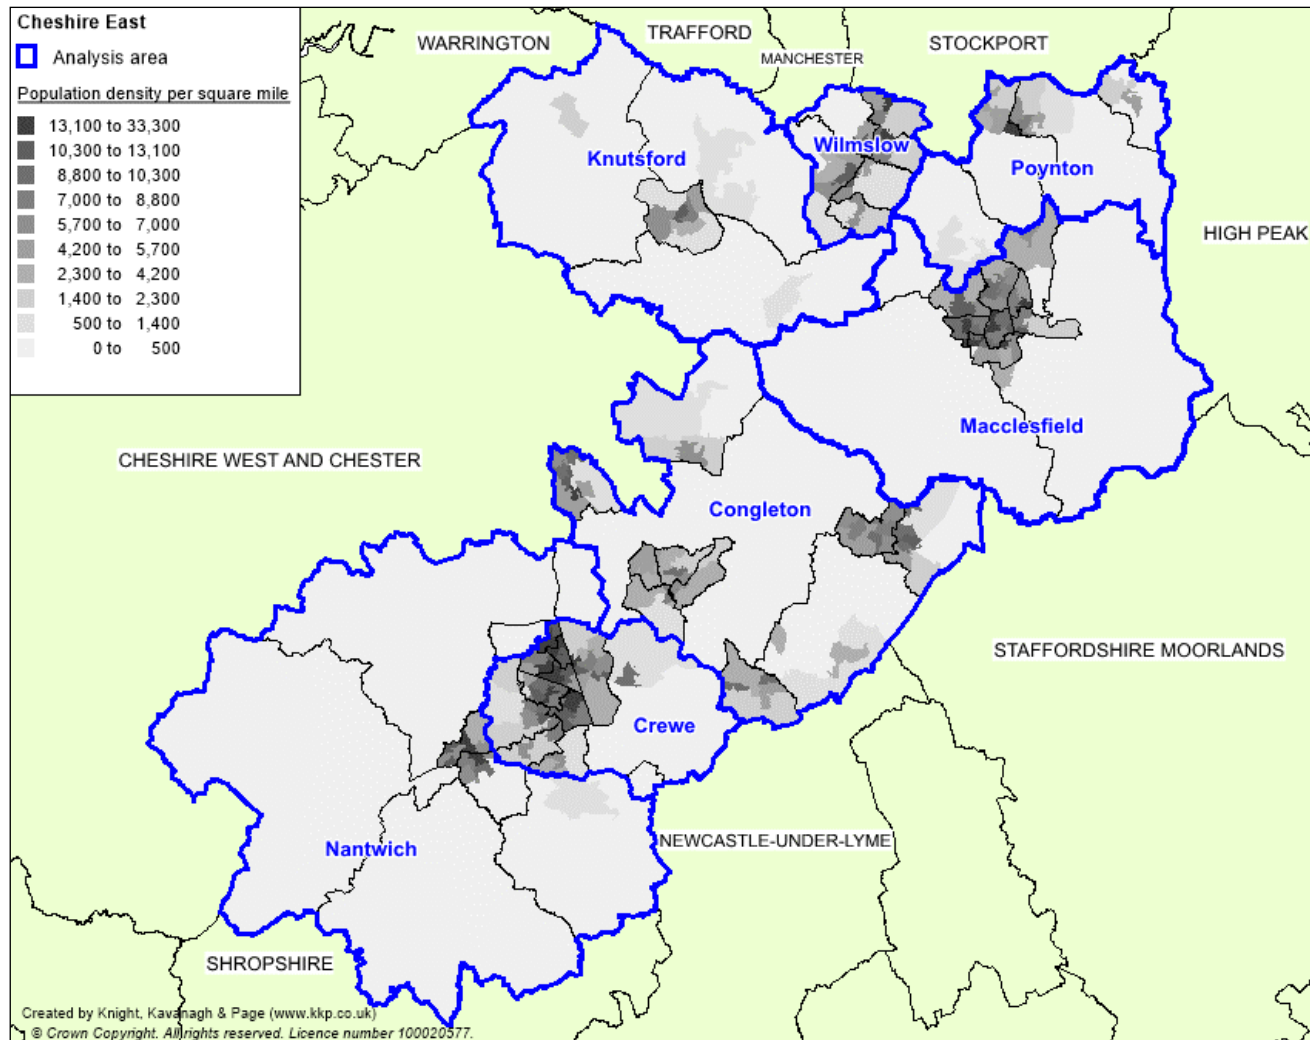 Cheshire East
Analysis area
Population density per square mile
13,100 to 33,300
10,300 to 13,100
8,800 to 10,300
7,000 to 8,800
5,700 to 7,000
4,200 to 5,700
2,300 to 4,200
1,400 to 2,300
500 to 1,400
0 to 500
WARRINGTON
TRAFFORD
MANCHESTER
STOCKPORT
Knutsford
Wilmslow
Poynton
HIGH PEAK
Macclesfield
CHESHIRE WEST AND CHESTER
Congleton
STAFFORDSHIRE MOORLANDS
Crewe
Nantwich
NEWCASTLE-UNDER-LYME
SHROPSHIRE
Created by Knight, Kavanagh & Page (www.kkp.co.uk)
© Crown Copyright. All rights reserved. Licence number 100020577.